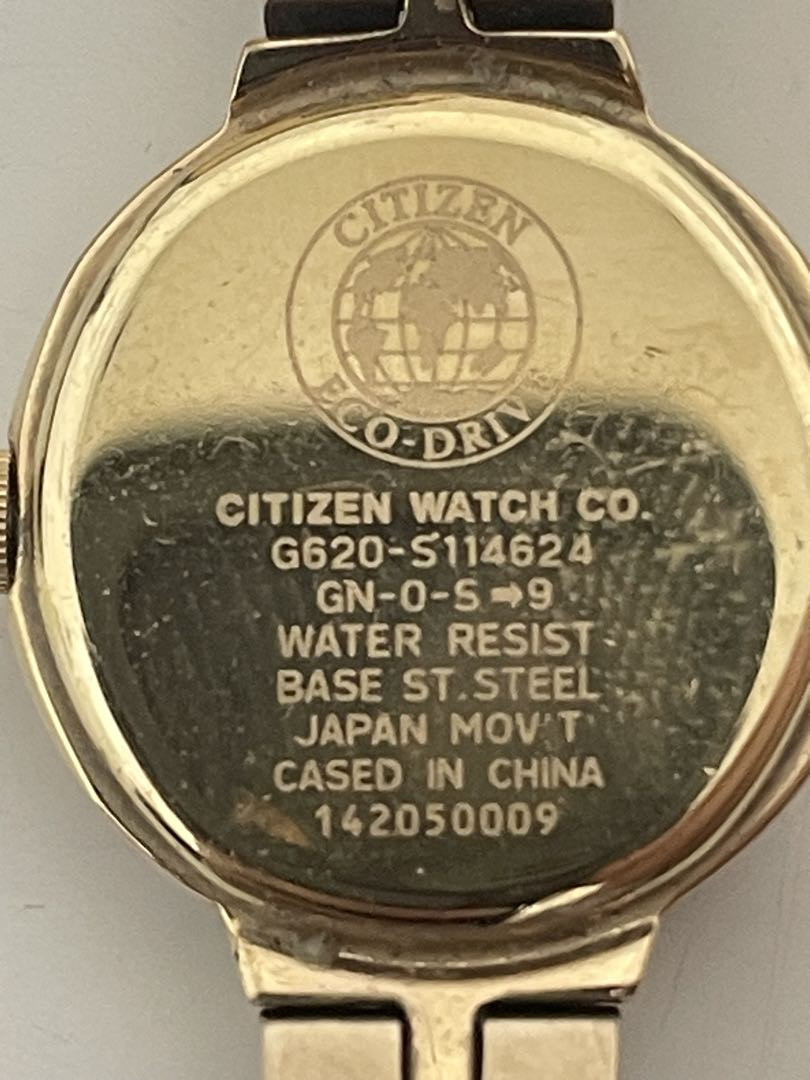 CITIZEN
ECO-DRIVE
CITIZEN WATCH CO.
G620-S114624
GN-0-S➡9
WATER RESIST
BASE ST.STEEL
JAPAN MOV'T
CASED IN CHINA
142050009